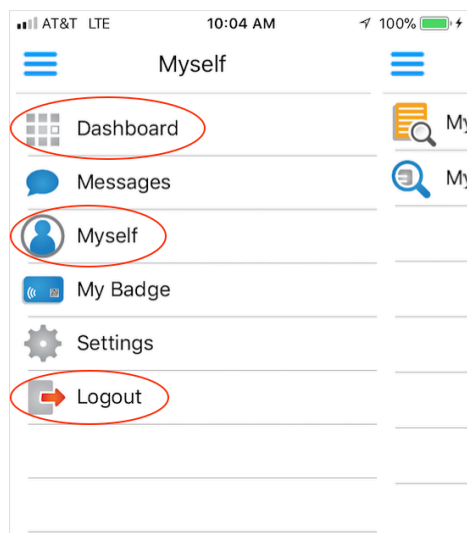 AT&T LTE 10:04 AM 100%
Myself
Dashboard
My
Messages
My
Myself
My Badge
Settings
Logout